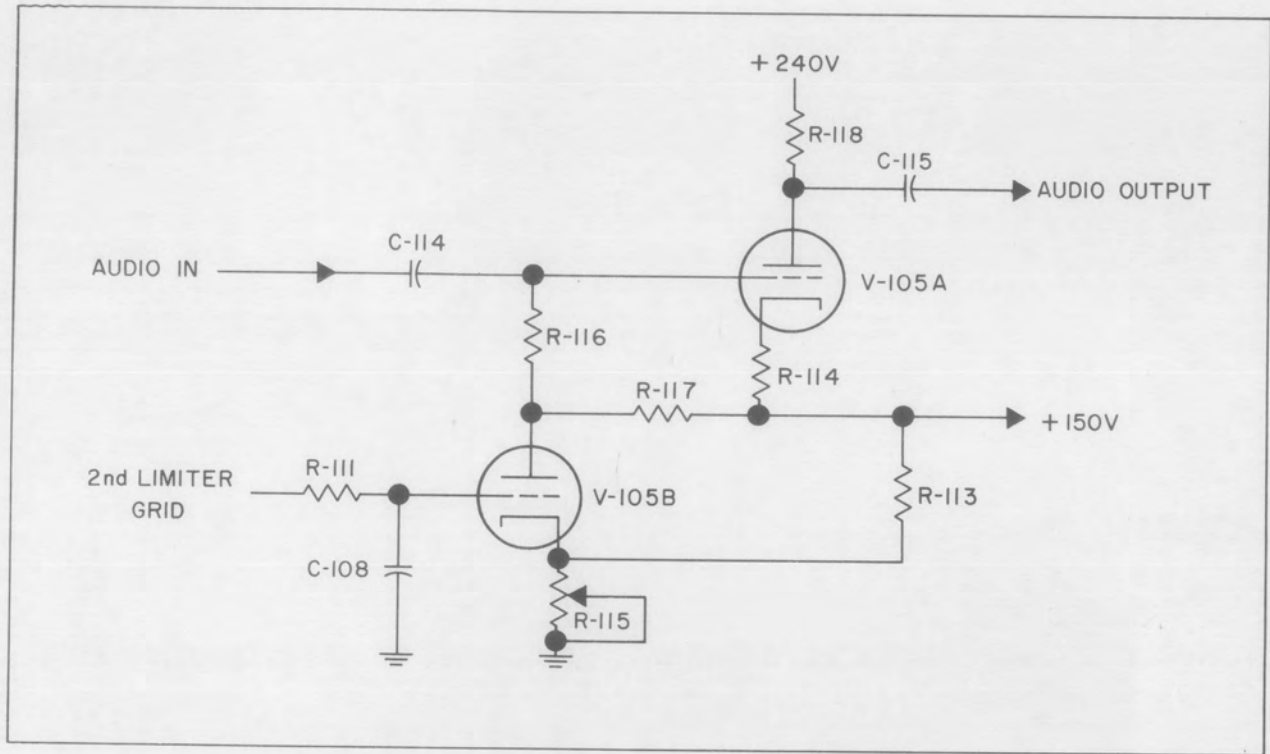 +240V
R-118
C-115
AUDIO OUTPUT
C-114
AUDIO IN
V-105A
R-116
R-114
R-117
+150V
R-111
2nd LIMITER
GRID
V-105B
R-113
C-108
R-115